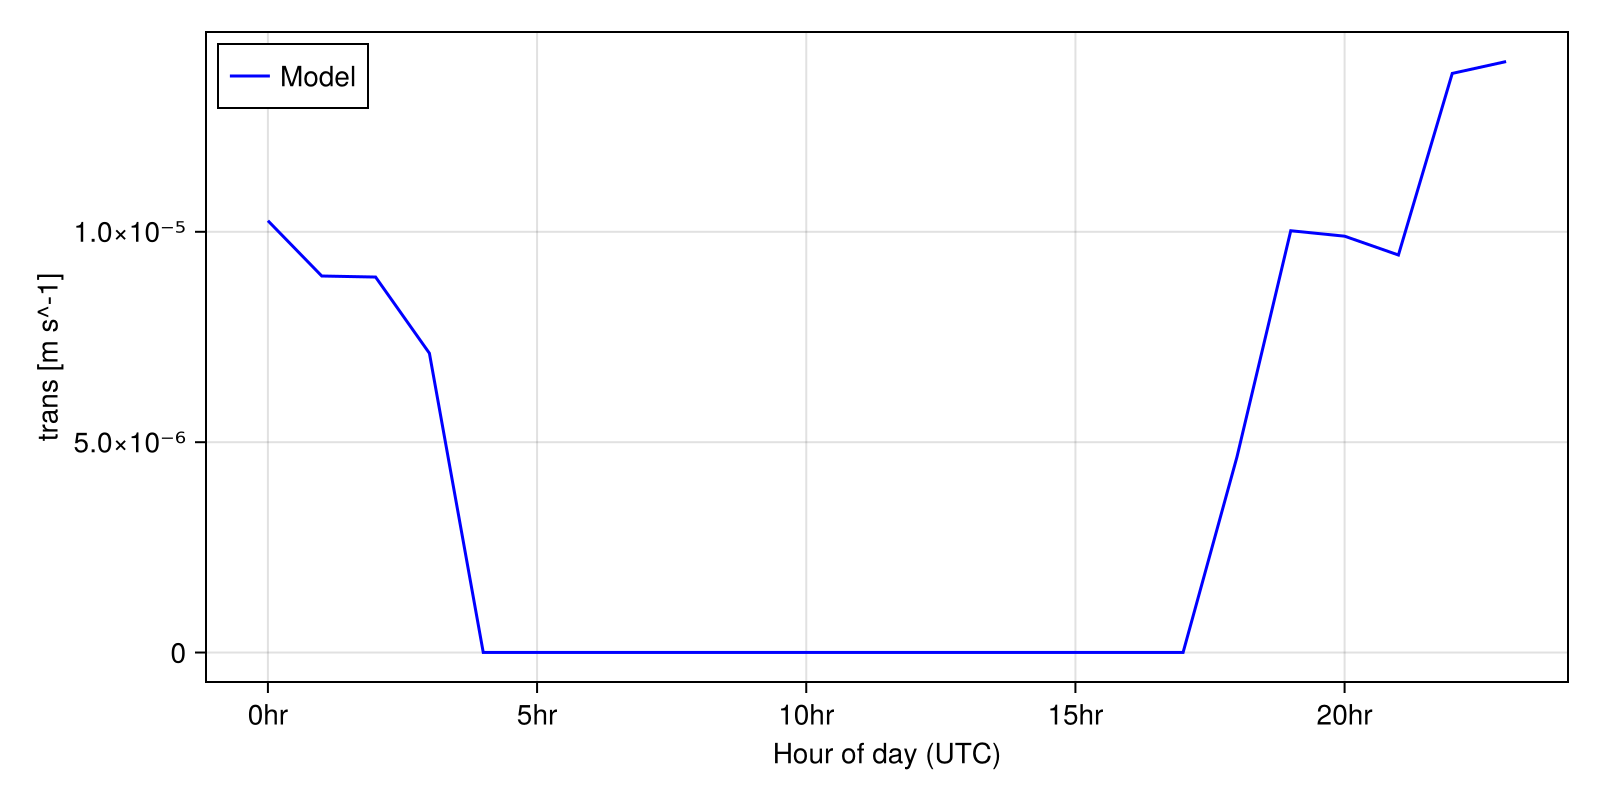 Model
trans [m s^-1]
1.0×10⁻⁵
5.0×10⁻⁶
0
0hr 5hr 10hr 15hr 20hr
Hour of day (UTC)